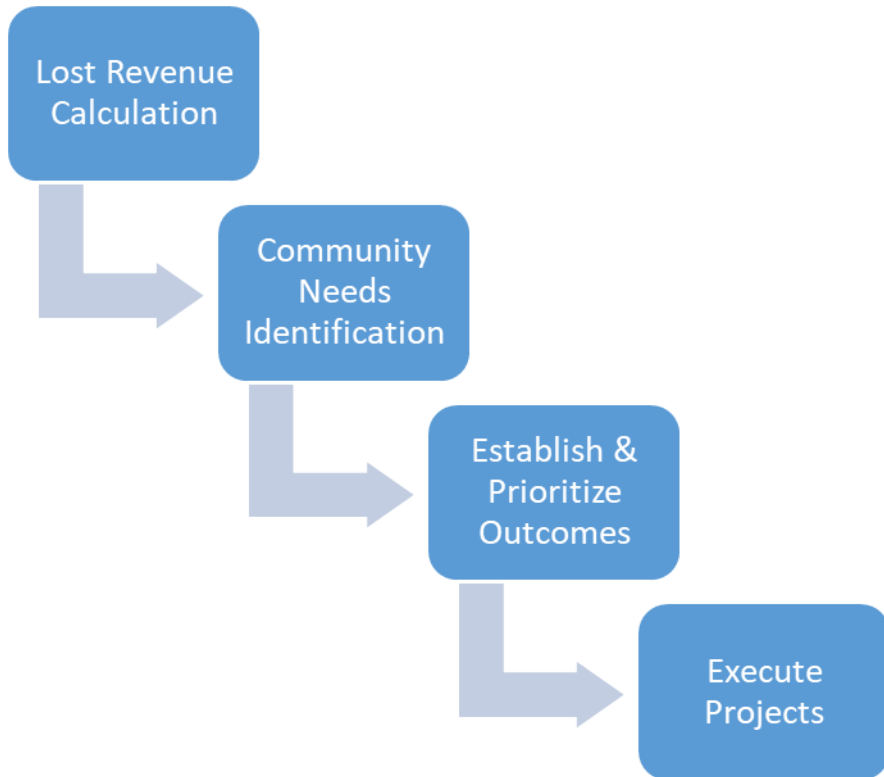 Lost Revenue
Calculation
Community
Needs
Identification
Establish &
Prioritize
Outcomes
Execute
Projects